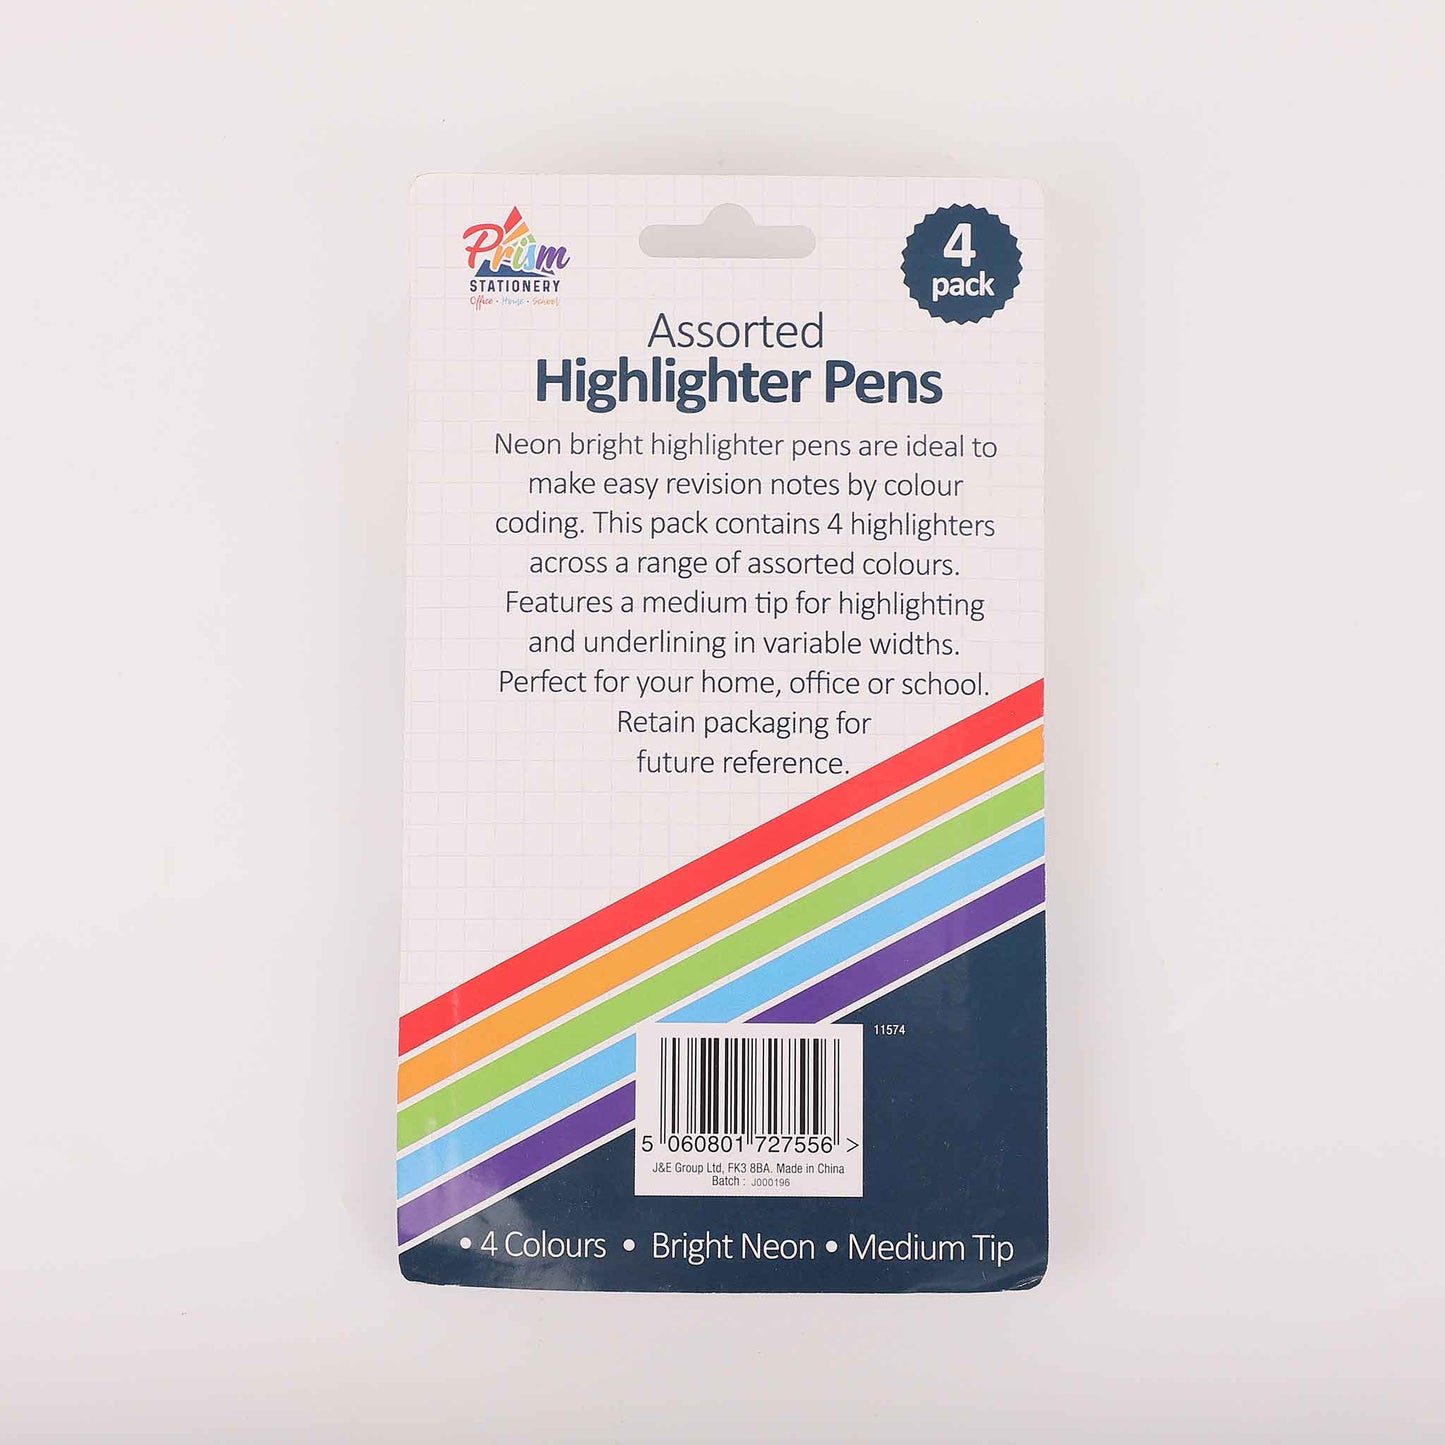 Prism
STATIONERY
Office • Home • School
4
pack
Assorted
Highlighter Pens
Neon bright highlighter pens are ideal to
make easy revision notes by colour
coding. This pack contains 4 highlighters
across a range of assorted colours.
Features a medium tip for highlighting
and underlining in variable widths.
Perfect for your home, office or school.
Retain packaging for
future reference.
11574
5 060801 727556 >
J&E Group Ltd, FK3 8BA. Made in China
Batch : J000196
• 4 Colours • Bright Neon • Medium Tip